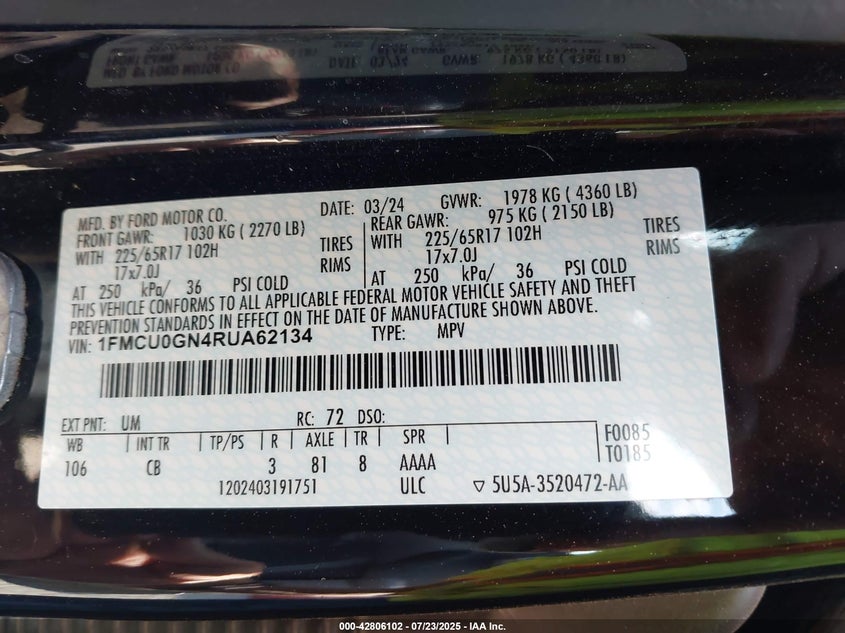 MFD. BY FORD MOTOR CO.
DATE: 03/24 GVWR: 1978 KG ( 4360 LB)
FRONT GAWR: 1030 KG ( 2270 LB)
REAR GAWR: 975 KG ( 2150 LB)
WITH 225/65R17 102H TIRES
WITH 225/65R17 102H TIRES
17x7.0J RIMS
17x7.0J RIMS
AT 250 kPa/ 36 PSI COLD
AT 250 kPa/ 36 PSI COLD
THIS VEHICLE CONFORMS TO ALL APPLICABLE FEDERAL MOTOR VEHICLE SAFETY AND THEFT
PREVENTION STANDARDS IN EFFECT ON THE DATE OF MANUFACTURE SHOWN ABOVE.
VIN: 1FMCU0GN4RUA62134 TYPE: MPV
EXT PNT: UM RC: 72 DSO:
WB INT TR TP/PS R AXLE TR SPR F0085
106 CB 3 81 8 AAAA T0185
1202403191751 ULC ▽ 5U5A-3520472-AA
000-42806102 - 07/23/2025 - IAA Inc.